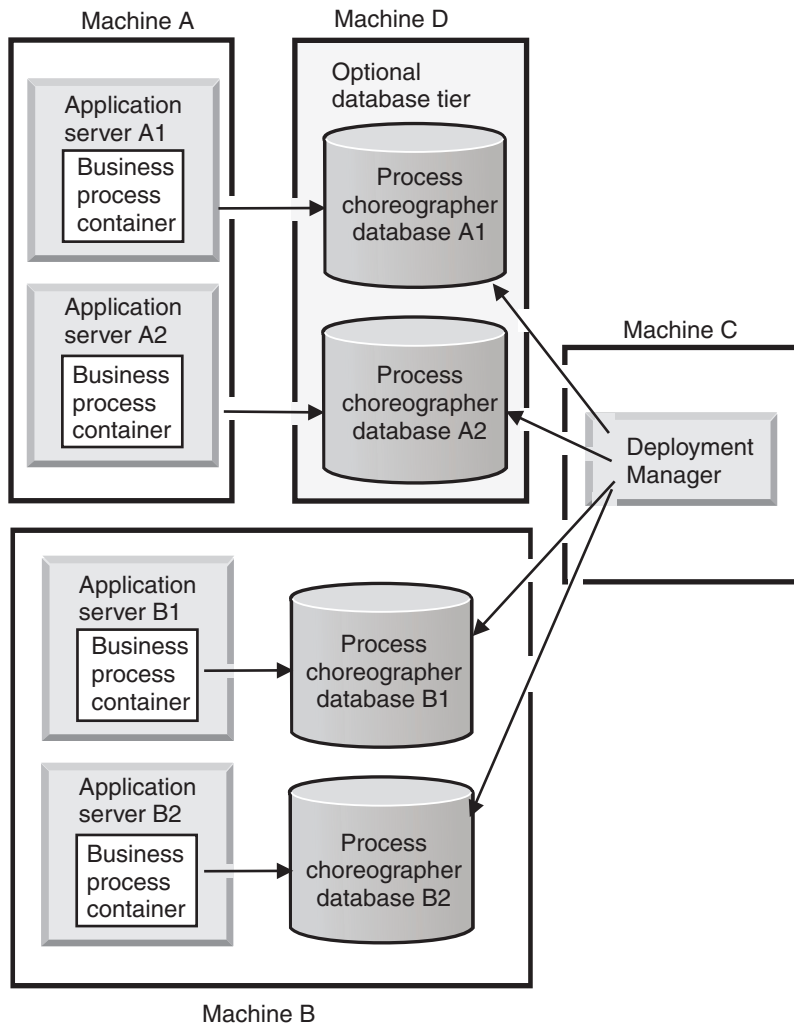 Machine A
Machine D
Application
server A1
Business
process
container
Optional
database tier
Process
choreographer
database A1
Application
server A2
Business
process
container
Process
choreographer
database A2
Machine C
Deployment
Manager
Application
server B1
Business
process
container
Process
choreographer
database B1
Application
server B2
Business
process
container
Process
choreographer
database B2
Machine B